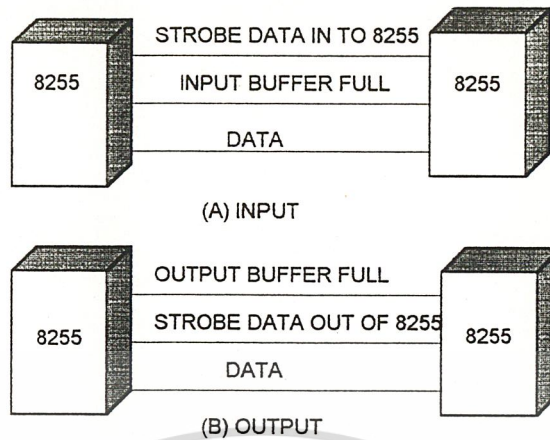 STROBE DATA IN TO 8255
8255
INPUT BUFFER FULL
8255
DATA
(A) INPUT
OUTPUT BUFFER FULL
8255
STROBE DATA OUT OF 8255
8255
DATA
(B) OUTPUT